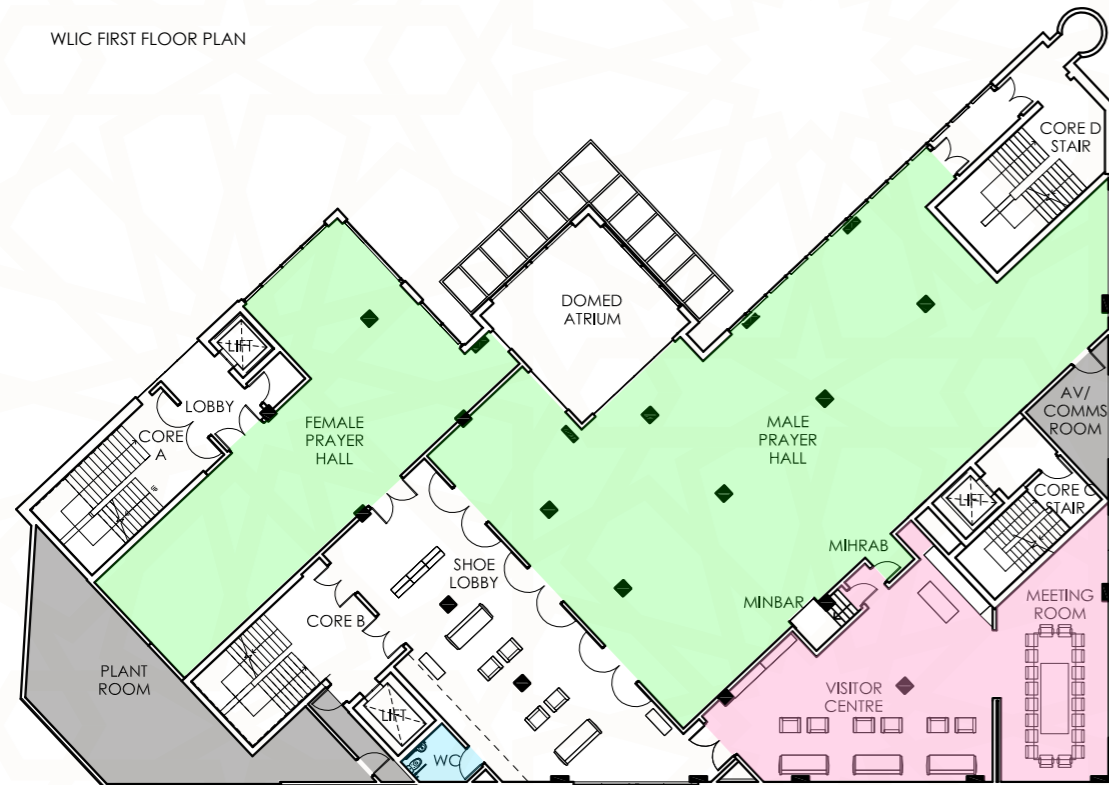 WLIC FIRST FLOOR PLAN
CORE D
STAIR
DOMED
ATRIUM
LIFT
LOBBY
CORE
A
FEMALE
PRAYER
HALL
MALE
PRAYER
HALL
AV/
COMMS
ROOM
LIFT
CORE C
STAIR
SHOE
LOBBY
MIHRAB
MINBAR
MEETING
ROOM
CORE B
PLANT
ROOM
VISITOR
CENTRE
LIFT
WC